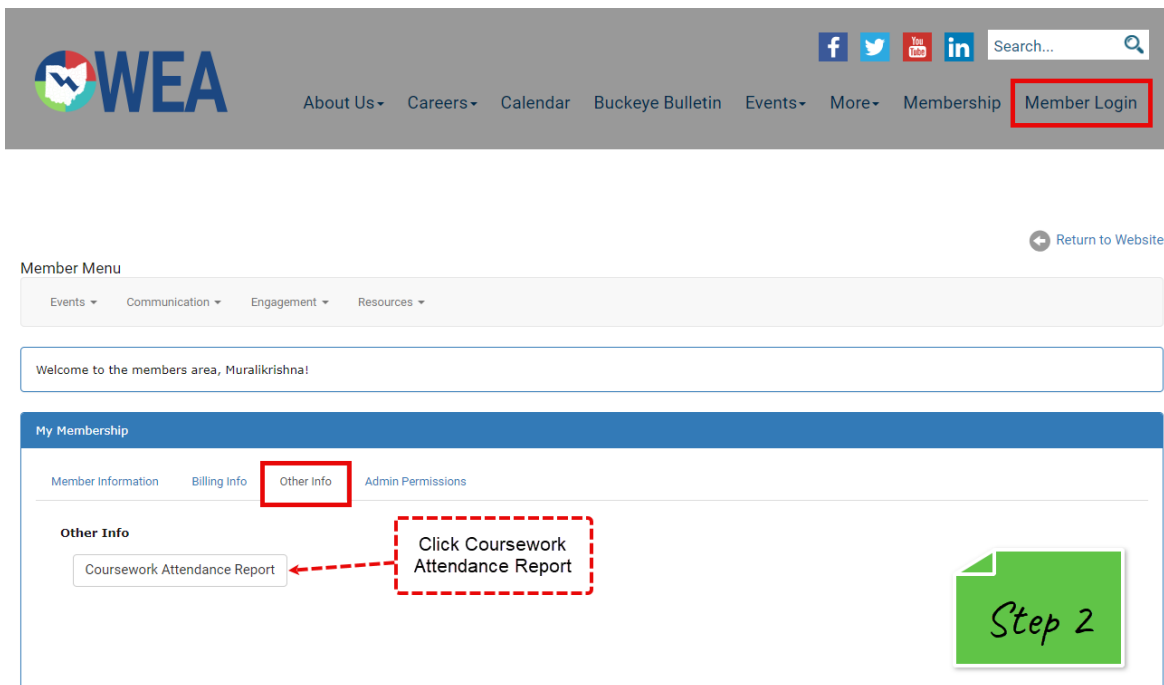 Search...
WEA
About Us Careers Calendar Buckeye Bulletin Events More Membership Member Login
Return to Website
Member Menu
Events Communication Engagement Resources
Welcome to the members area, Muralikrishna!
My Membership
Member Information Billing Info Other Info Admin Permissions
Other Info
Coursework Attendance Report
Click Coursework
Attendance Report
Step 2